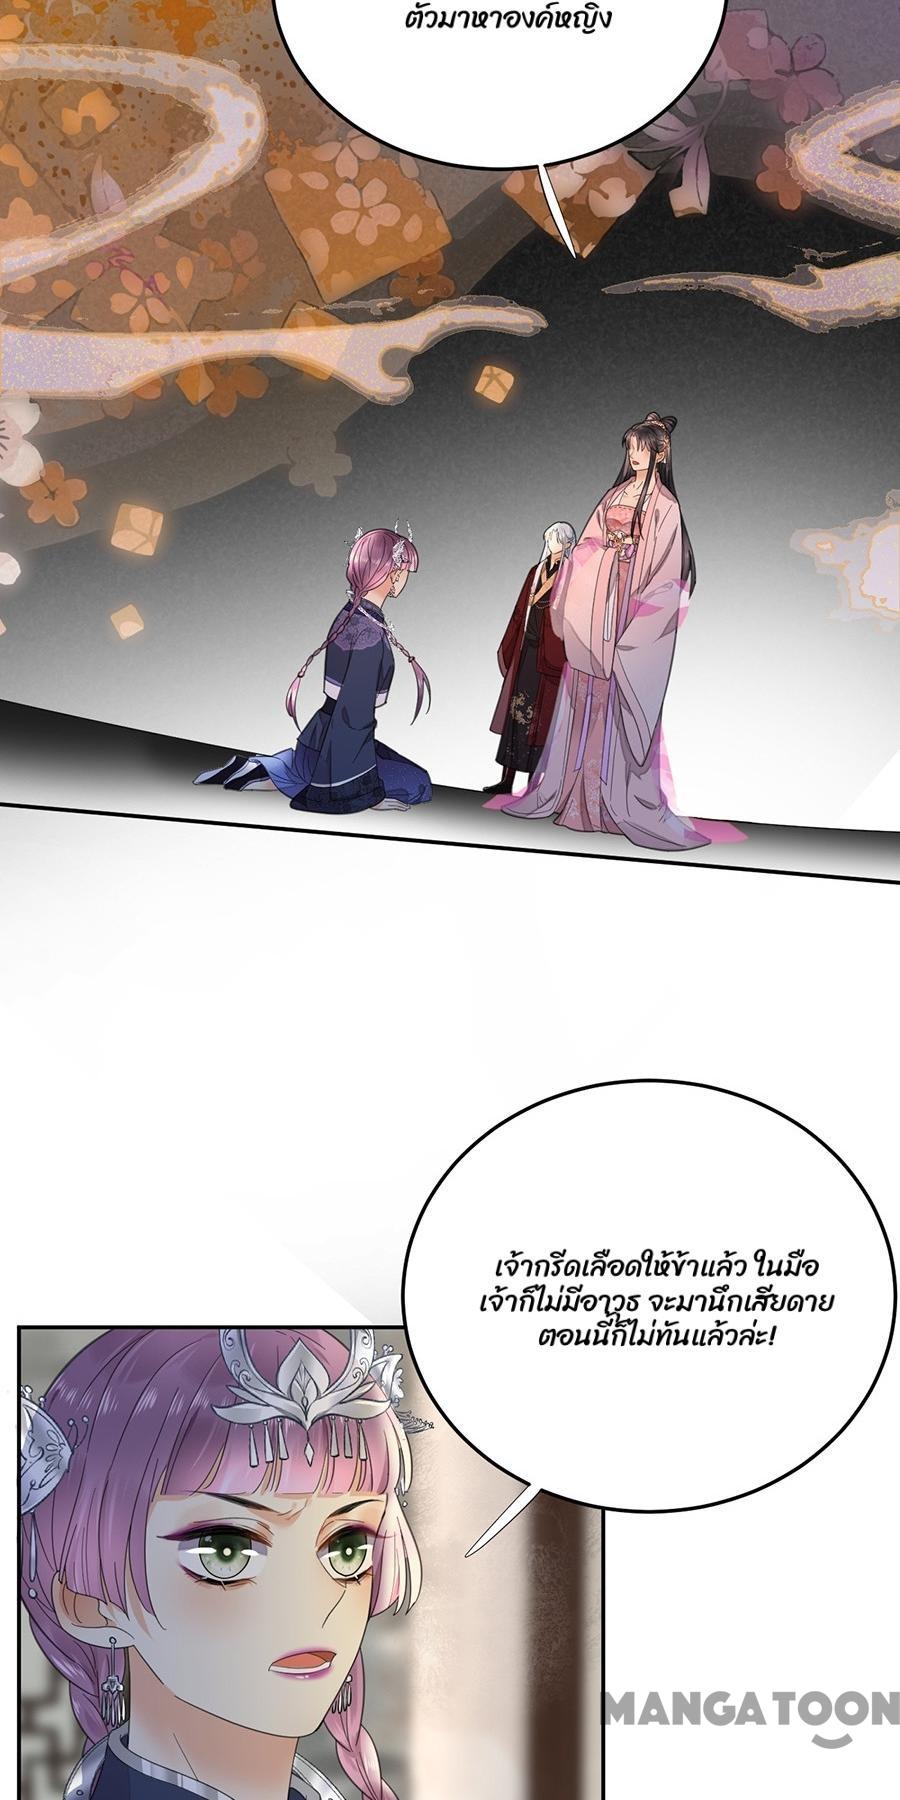 ตัวมาหาองค์หญิง
เจ้ากรีดเลือดให้ข้าแล้ว ในมือ
เจ้าก็ไม่มีอาวุธ จะมานึกเสียดาย
ตอนนี้ก็ไม่ทันแล้วล่ะ!
MANGATOON